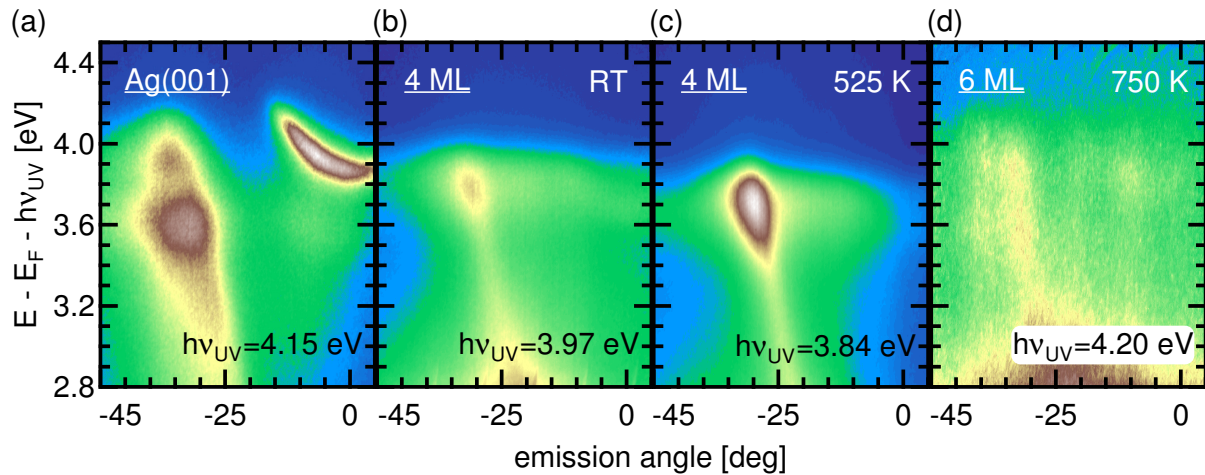 (a) (b) (c) (d)
Ag(001) 4 ML RT 4 ML 525 K 6 ML 750 K
E - E_F - hν_UV [eV]
4.4
4.0
3.6
3.2
2.8
hν_UV=4.15 eV hν_UV=3.97 eV hν_UV=3.84 eV hν_UV=4.20 eV
-45 -25 0 -45 -25 0 -45 -25 0 -45 -25 0
emission angle [deg]